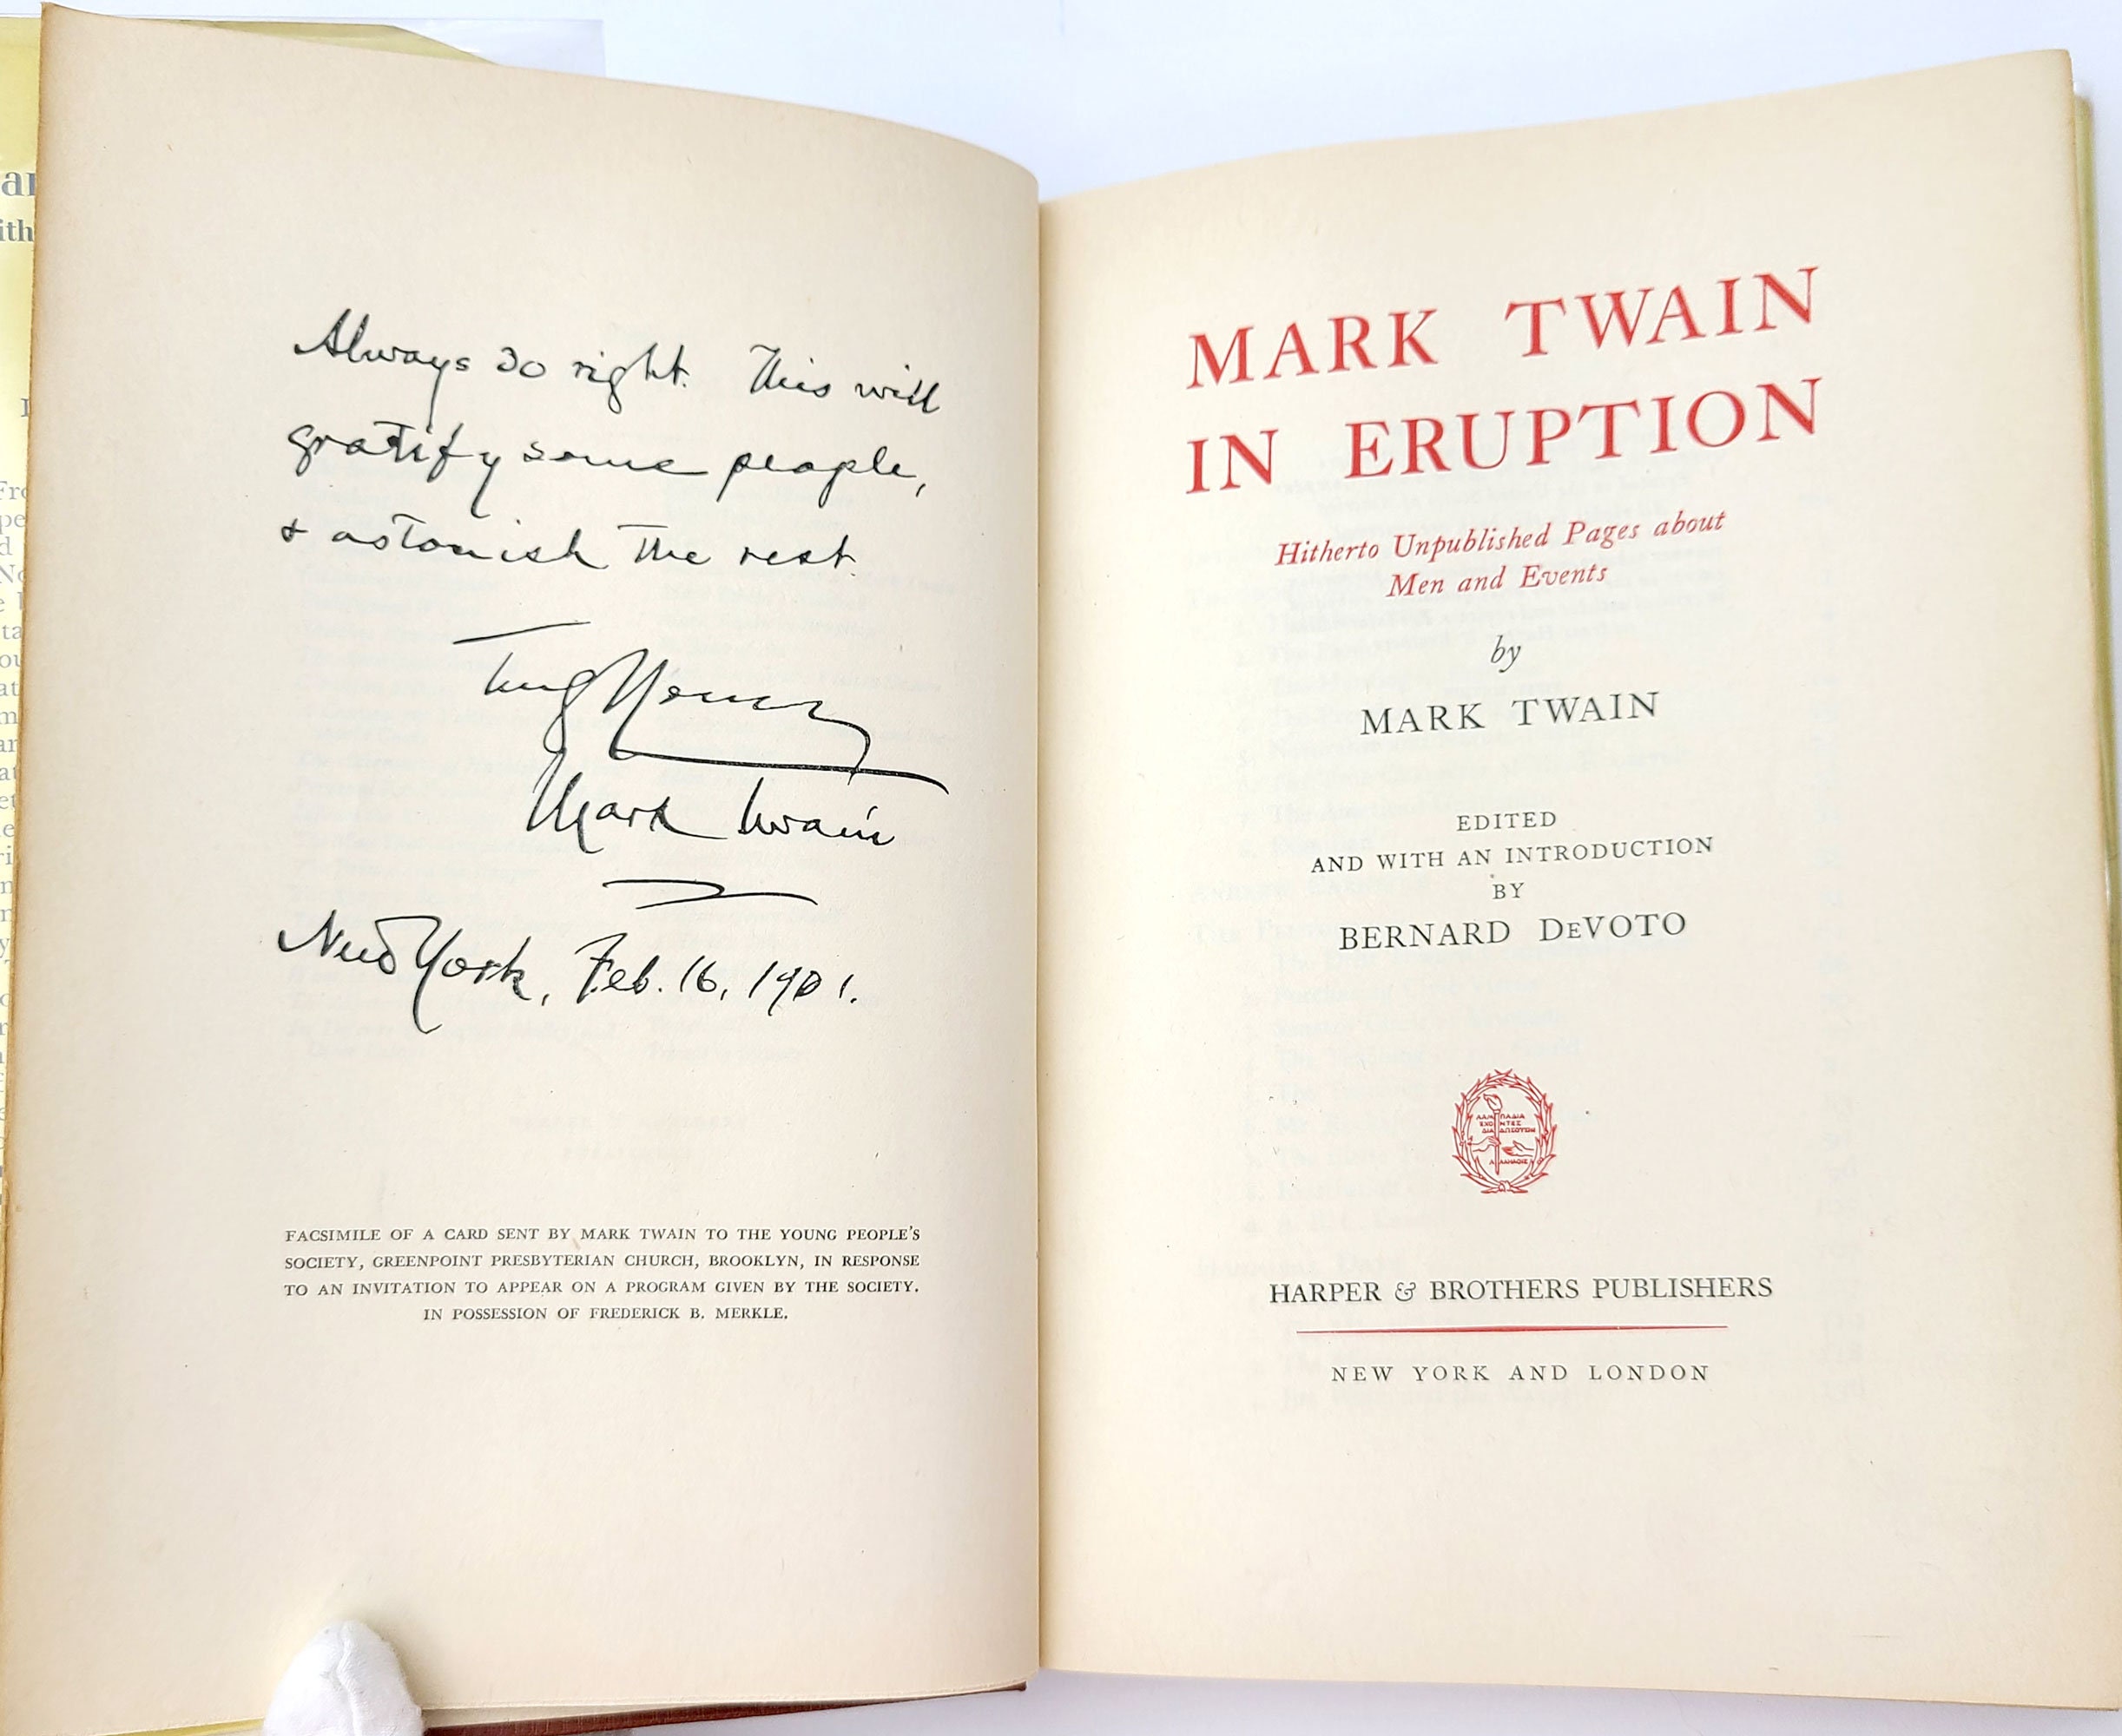 Always do right. This will
gratify some people,
& astonish the rest.
Truly Yours
Mark Twain
New York, Feb. 16, 1901.
FACSIMILE OF A CARD SENT BY MARK TWAIN TO THE YOUNG PEOPLE'S
SOCIETY, GREENPOINT PRESBYTERIAN CHURCH, BROOKLYN, IN RESPONSE
TO AN INVITATION TO APPEAR ON A PROGRAM GIVEN BY THE SOCIETY.
IN POSSESSION OF FREDERICK B. MERKLE.
MARK TWAIN
IN ERUPTION
Hitherto Unpublished Pages about
Men and Events
by
MARK TWAIN
EDITED
AND WITH AN INTRODUCTION
BY
BERNARD DeVOTO
HARPER & BROTHERS PUBLISHERS
NEW YORK AND LONDON